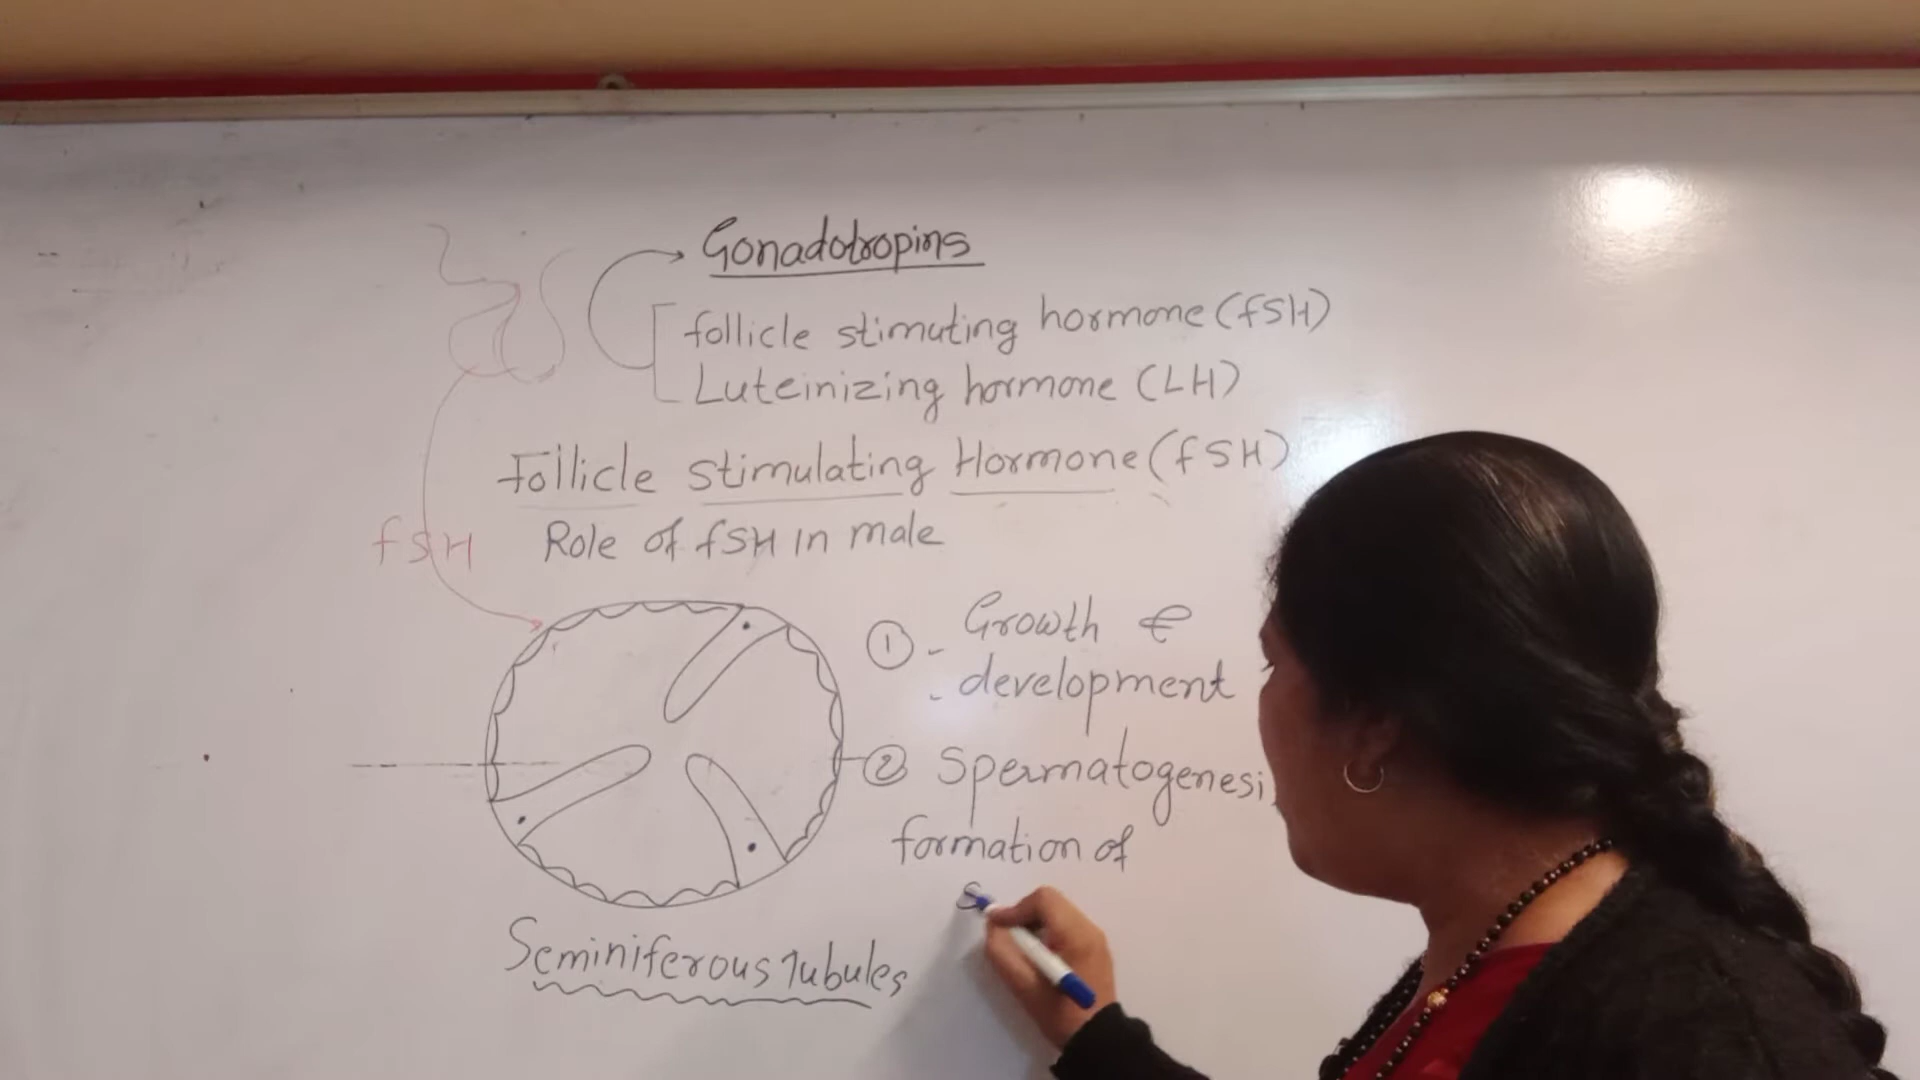 Gonadotropins
follicle stimuting hormone (fSH)
Luteinizing hormone (LH)
Follicle Stimulating Hormone (fSH)
fSH
Role of fSH in male
① - Growth &
- development
② Spermatogenesi
formation of
S
Seminiferous Tubules